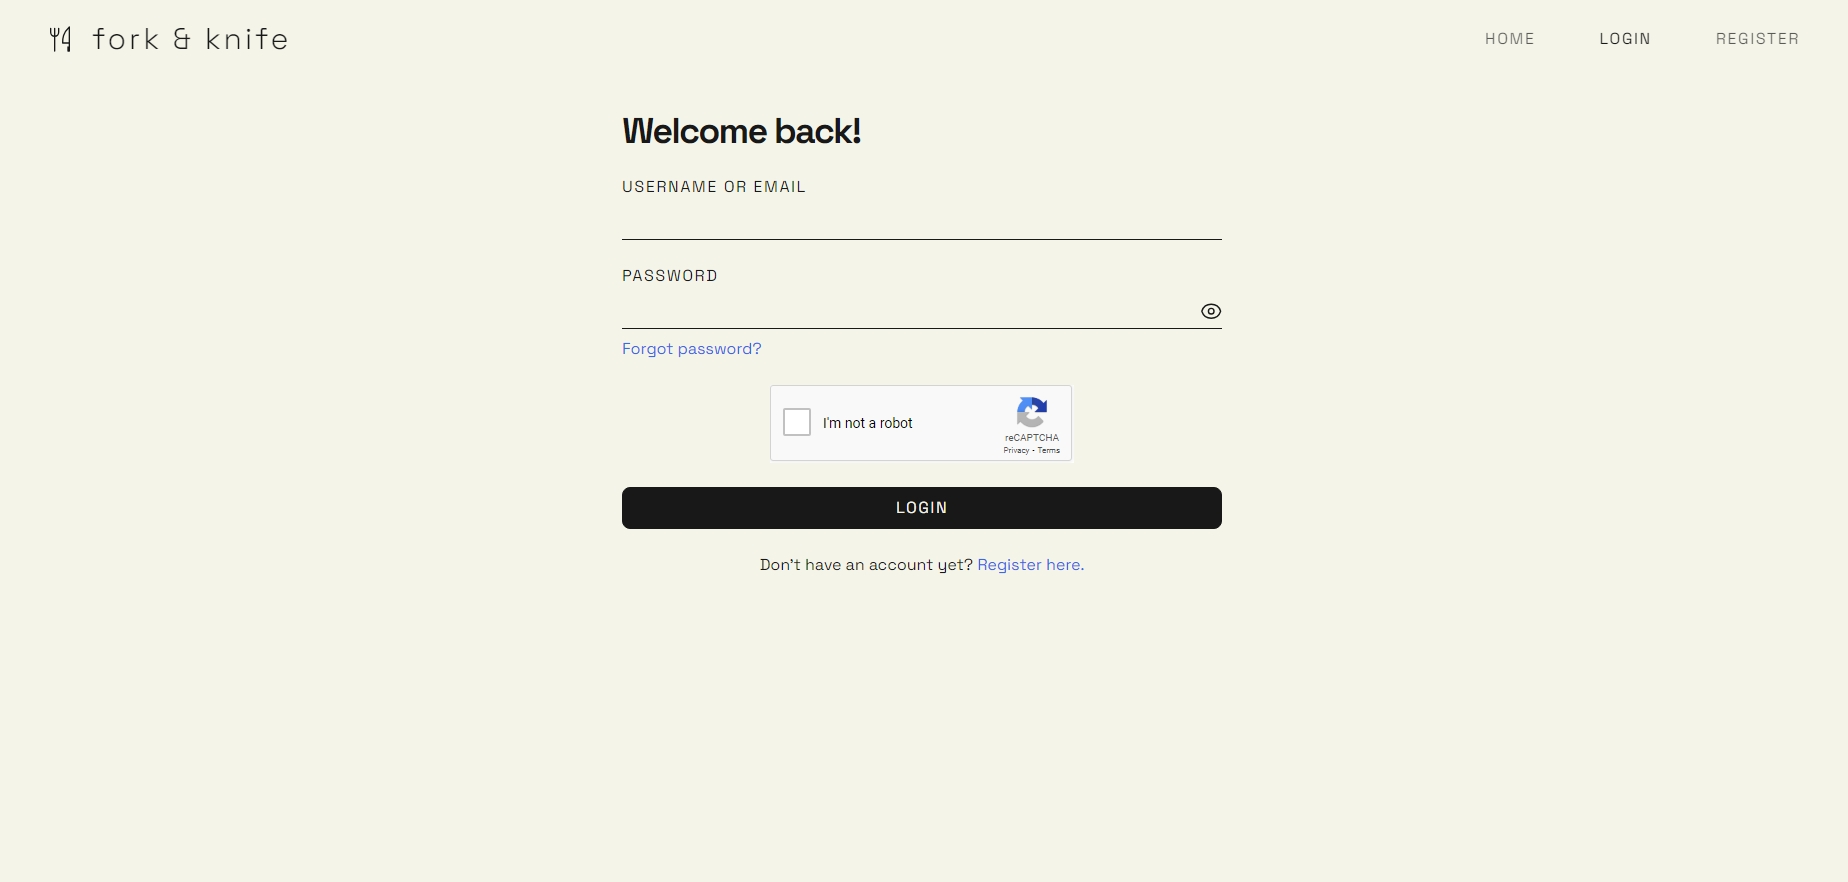 fork & knife
HOME
LOGIN
REGISTER
Welcome back!
USERNAME OR EMAIL
PASSWORD
Forgot password?
I'm not a robot
reCAPTCHA
Privacy - Terms
LOGIN
Don't have an account yet? Register here.